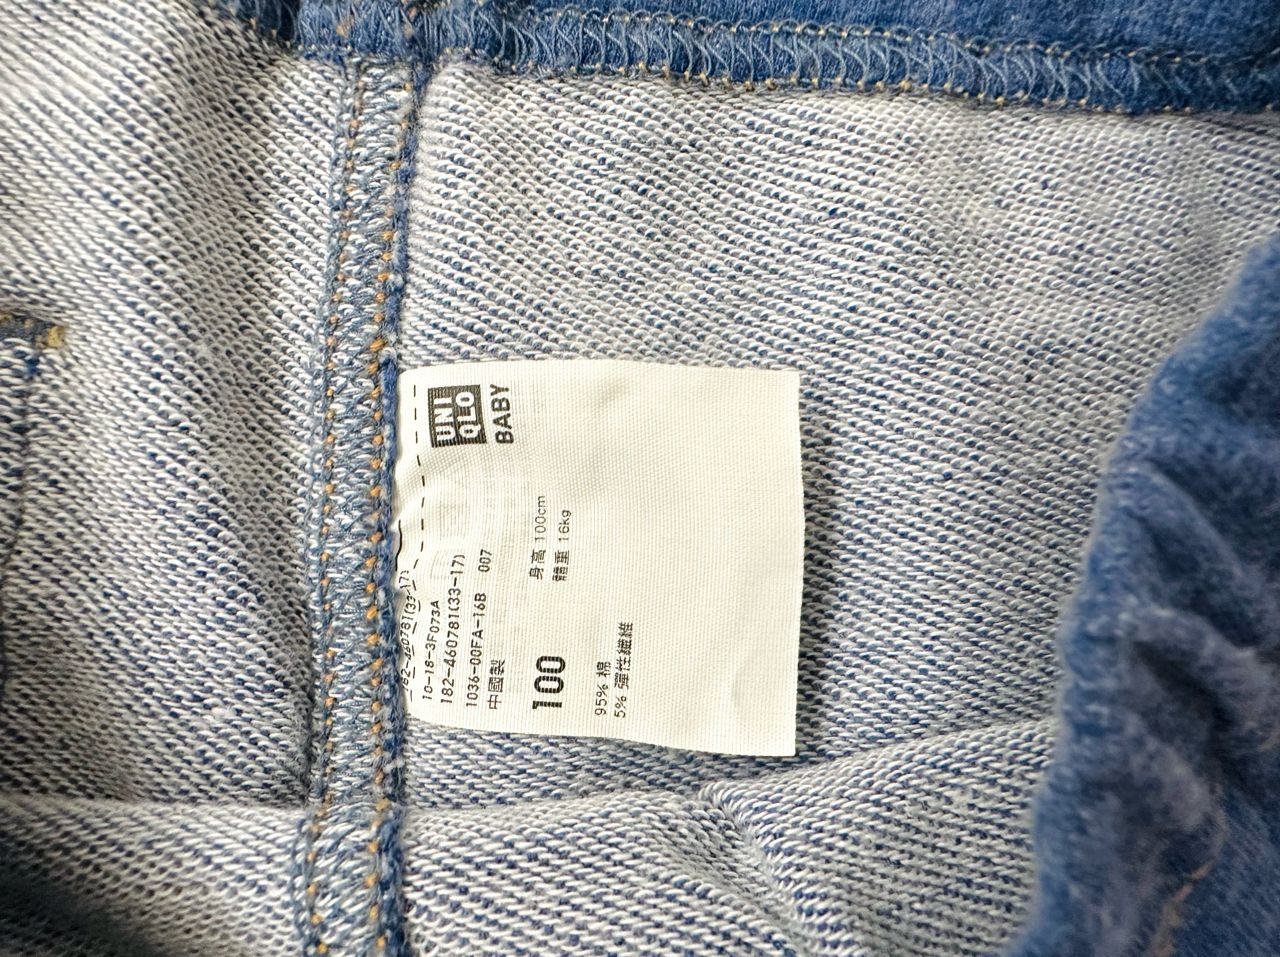 UNI
QLO
BABY
182-460781(33-17)
10-18-3F073A
182-460781(33-17)
1036-00FA-16B 007
中國製
身高 100cm
體重 16kg
100
95% 棉
5% 彈性纖維